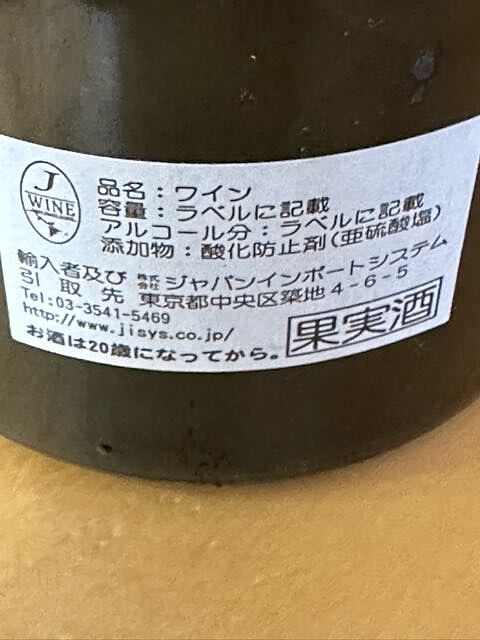 J
WINE
品名：ワイン
容量：ラベルに記載
アルコール分：ラベルに記載
添加物：酸化防止剤(亜硫酸塩)
輸入者及び 株式会社 ジャパンインポートシステム
引取先 東京都中央区築地4-6-5
Tel:03-3541-5469
http://www.jisys.co.jp/
お酒は20歳になってから。
果実酒